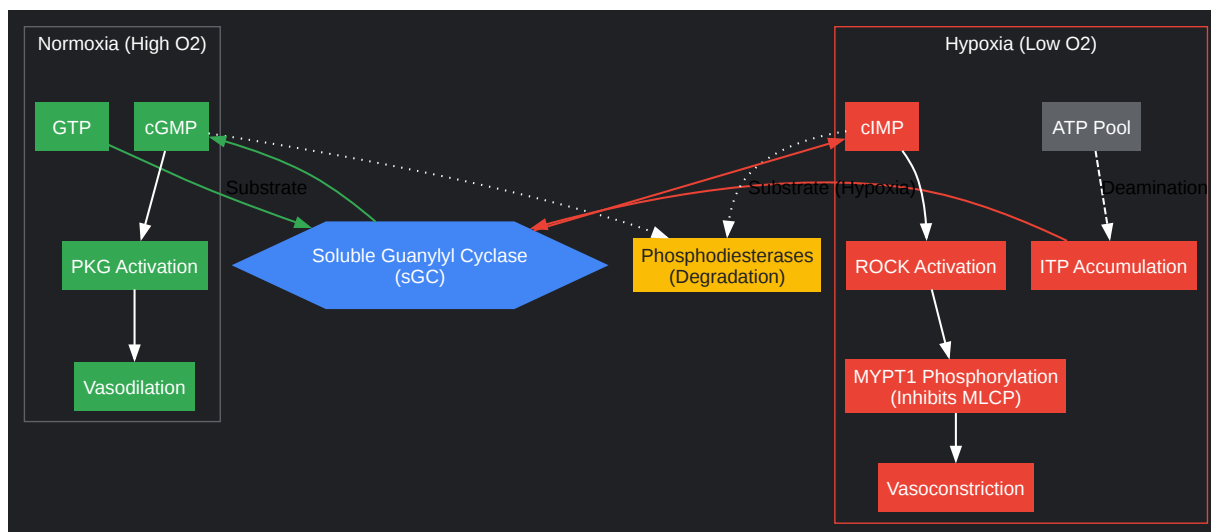 Normoxia (High O2)
Hypoxia (Low O2)
GTP
cGMP
cIMP
ATP Pool
Substrate
Substrate (Hypoxia)
Deamination
PKG Activation
Soluble Guanylyl Cyclase
(sGC)
Phosphodiesterases
(Degradation)
ROCK Activation
ITP Accumulation
Vasodilation
MYPT1 Phosphorylation
(Inhibits MLCP)
Vasoconstriction